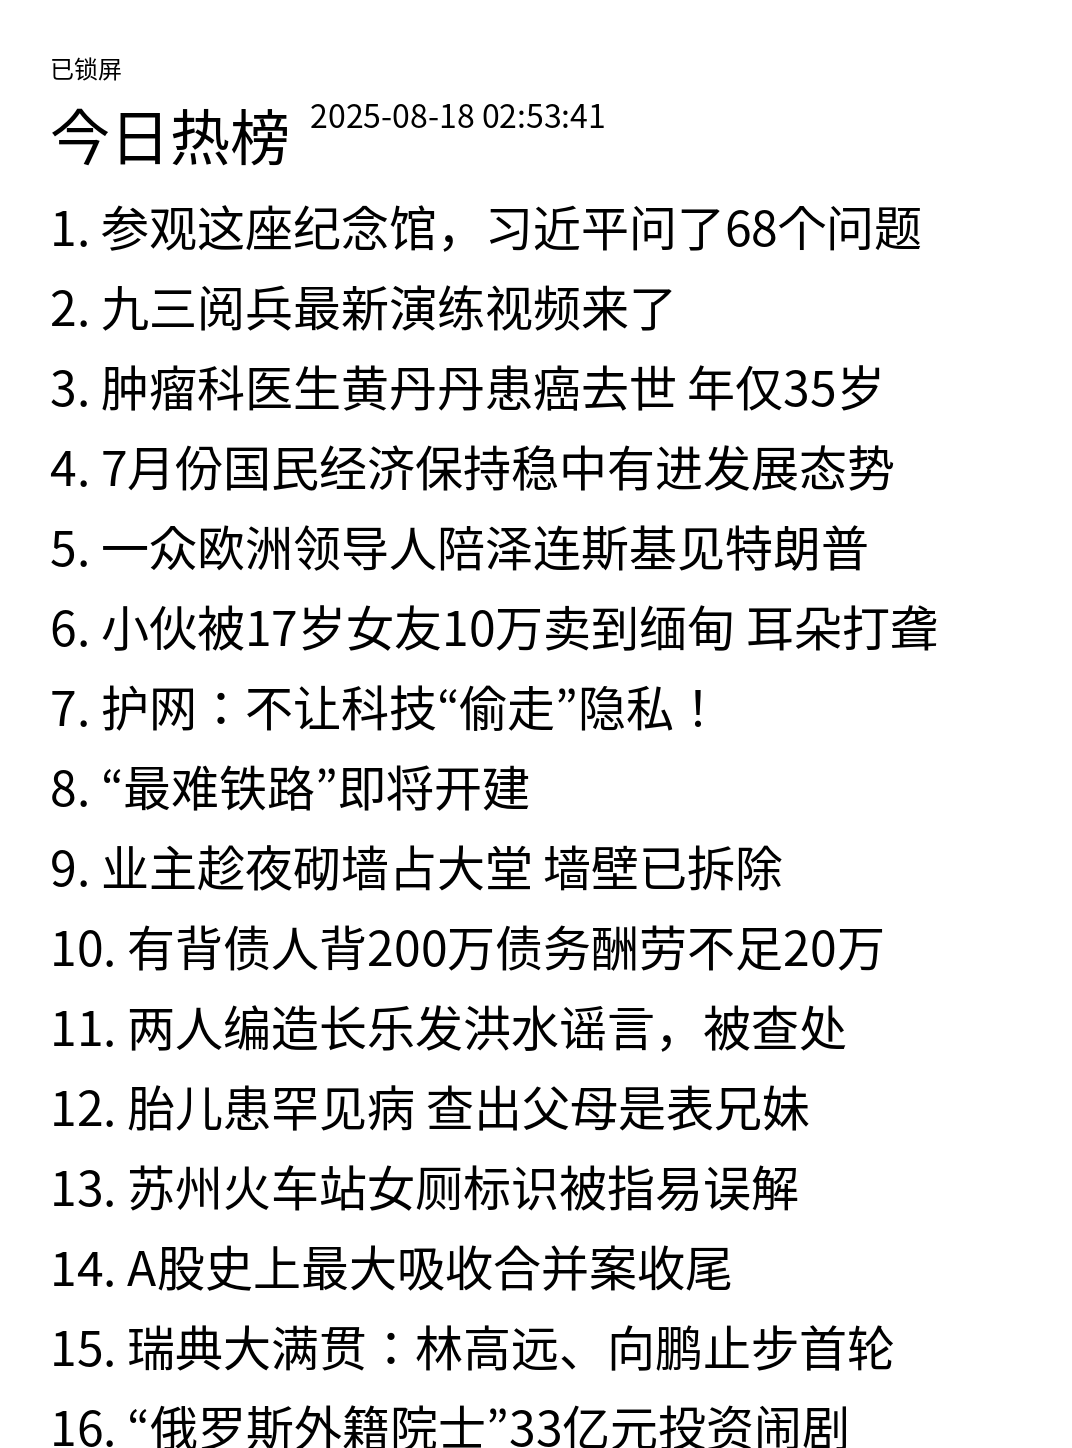 已锁屏
今日热榜 2025-08-18 02:53:41
1. 参观这座纪念馆，习近平问了68个问题
2. 九三阅兵最新演练视频来了
3. 肿瘤科医生黄丹丹患癌去世 年仅35岁
4. 7月份国民经济保持稳中有进发展态势
5. 一众欧洲领导人陪泽连斯基见特朗普
6. 小伙被17岁女友10万卖到缅甸 耳朵打聋
7. 护网：不让科技“偷走”隐私！
8. “最难铁路”即将开建
9. 业主趁夜砌墙占大堂 墙壁已拆除
10. 有背债人背200万债务酬劳不足20万
11. 两人编造长乐发洪水谣言，被查处
12. 胎儿患罕见病 查出父母是表兄妹
13. 苏州火车站女厕标识被指易误解
14. A股史上最大吸收合并案收尾
15. 瑞典大满贯：林高远、向鹏止步首轮
16. “俄罗斯外籍院士”33亿元投资闹剧